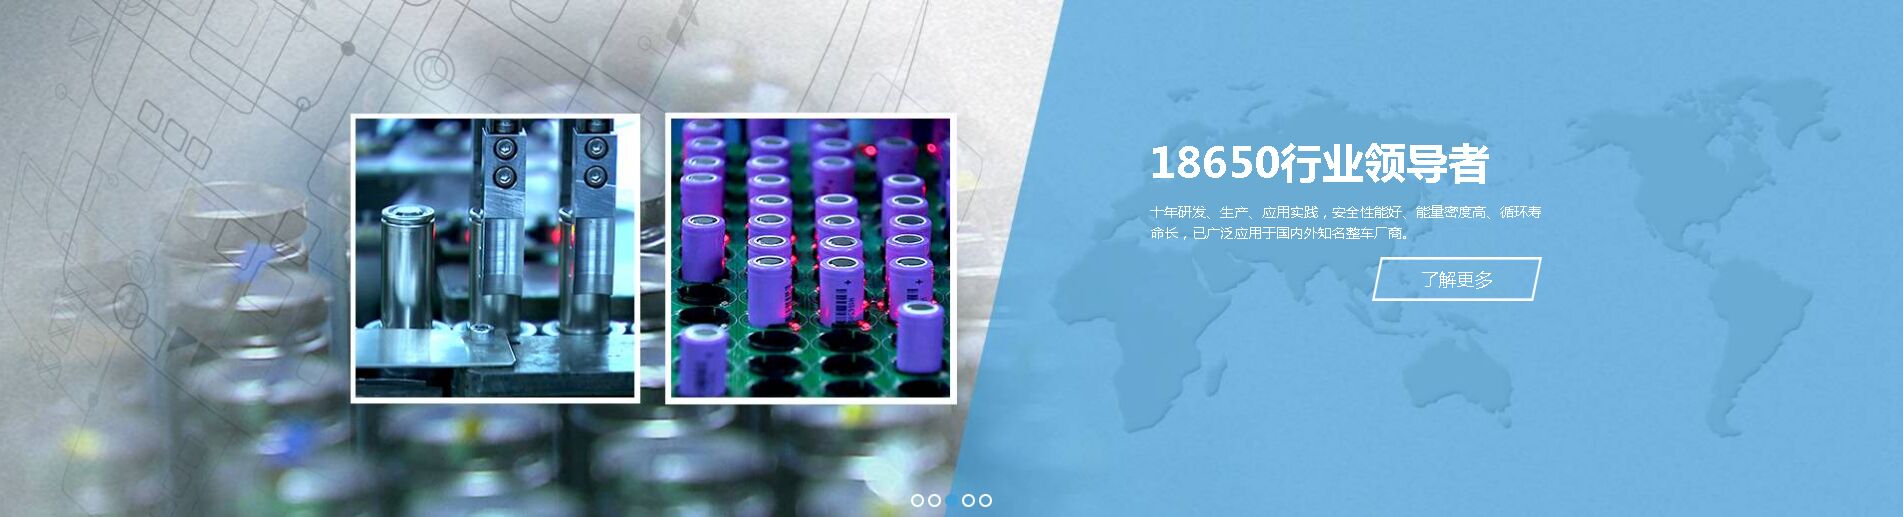 18650行业领导者
十年研发、生产、应用实践，安全性能好、能量密度高、循环寿
命长，已广泛应用于国内外知名整车厂商。
了解更多